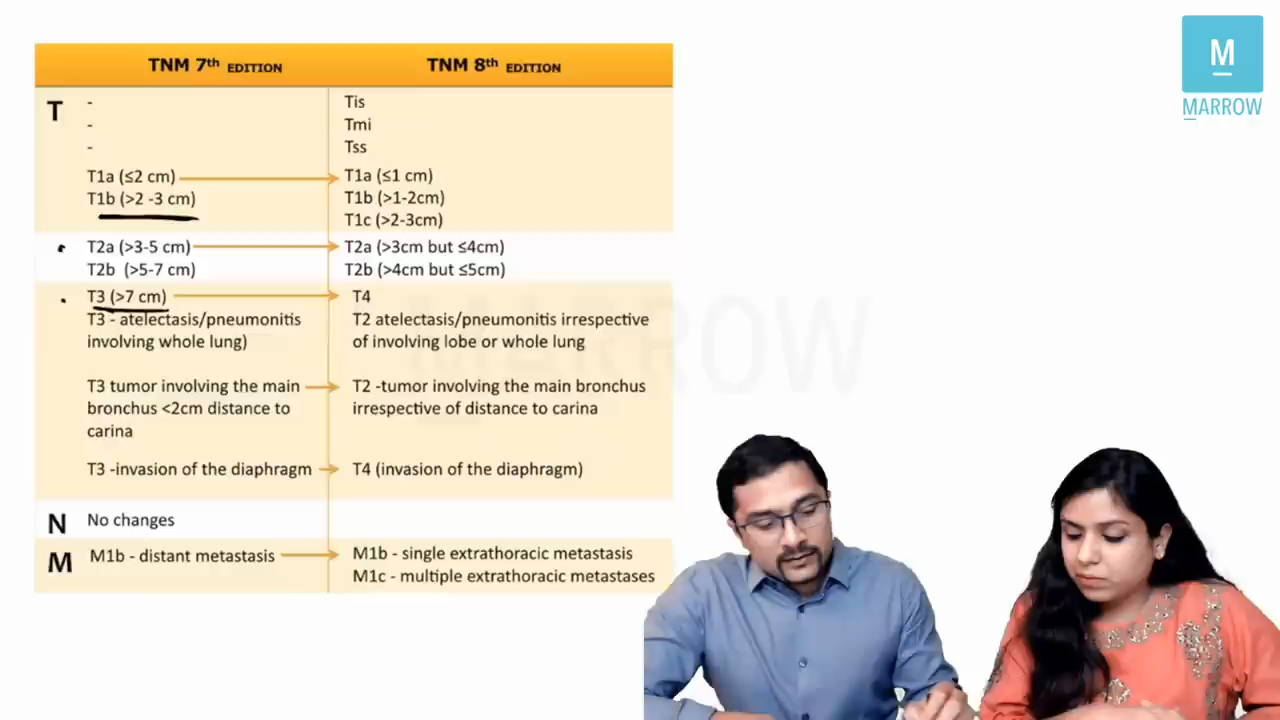 M
MARROW
TNM 7th EDITION
TNM 8th EDITION
T
-
Tis
-
Tmi
-
Tss
T1a (≤2 cm)
T1a (≤1 cm)
T1b (>2 -3 cm)
T1b (>1-2cm)
T1c (>2-3cm)
T2a (>3-5 cm)
T2a (>3cm but ≤4cm)
T2b (>5-7 cm)
T2b (>4cm but ≤5cm)
T3 (>7 cm)
T4
T3 - atelectasis/pneumonitis
involving whole lung)
T2 atelectasis/pneumonitis irrespective
of involving lobe or whole lung
T3 tumor involving the main
bronchus <2cm distance to
carina
T2 -tumor involving the main bronchus
irrespective of distance to carina
T3 -invasion of the diaphragm
T4 (invasion of the diaphragm)
N
No changes
M
M1b - distant metastasis
M1b - single extrathoracic metastasis
M1c - multiple extrathoracic metastases
MARROW